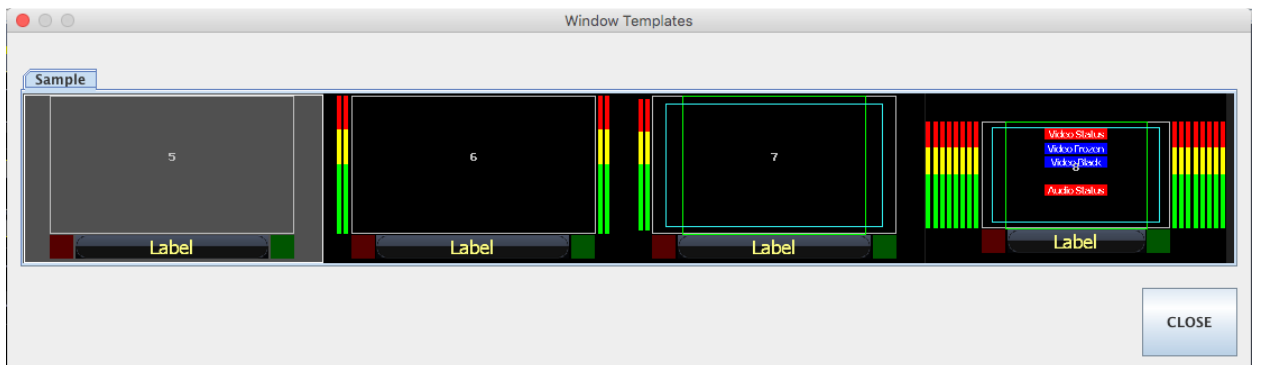 Window Templates
Sample
5
6
7
Video Status
Video Frozen
Video Black
8
Audio Status
Label
Label
Label
Label
CLOSE